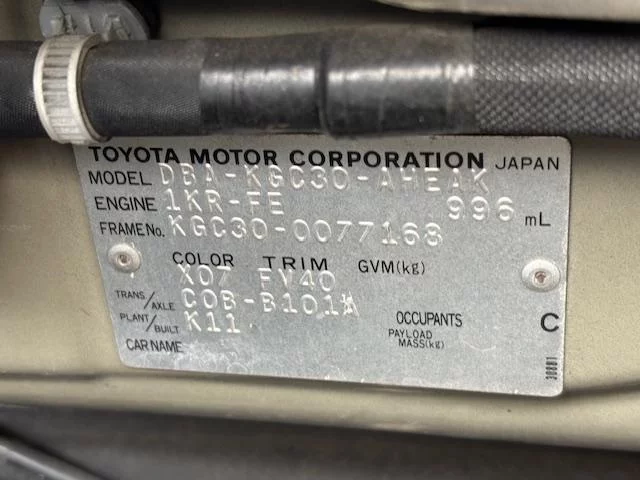 TOYOTA MOTOR CORPORATION JAPAN
MODEL DBA-KGC30-AHEAK
ENGINE 1KR-FE 996 mL
FRAME No. KGC30-0077168
COLOR TRIM GVM(kg)
X07 FV40
TRANS/AXLE C0B-B101A
PLANT/BUILT K11
OCCUPANTS C
PAYLOAD MASS(kg)
CAR NAME
30881